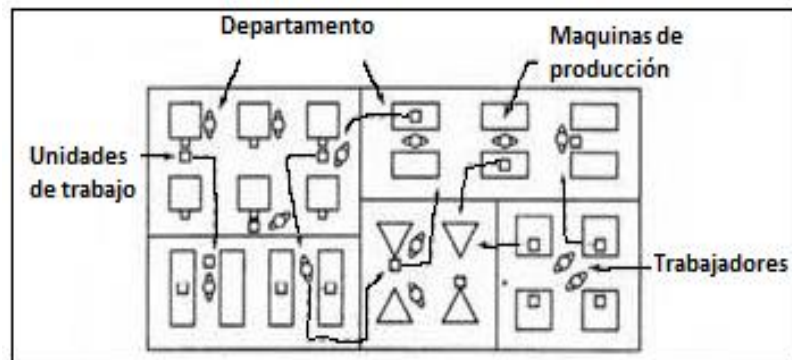 Departamento
Maquinas de
producción
Unidades
de trabajo
Trabajadores